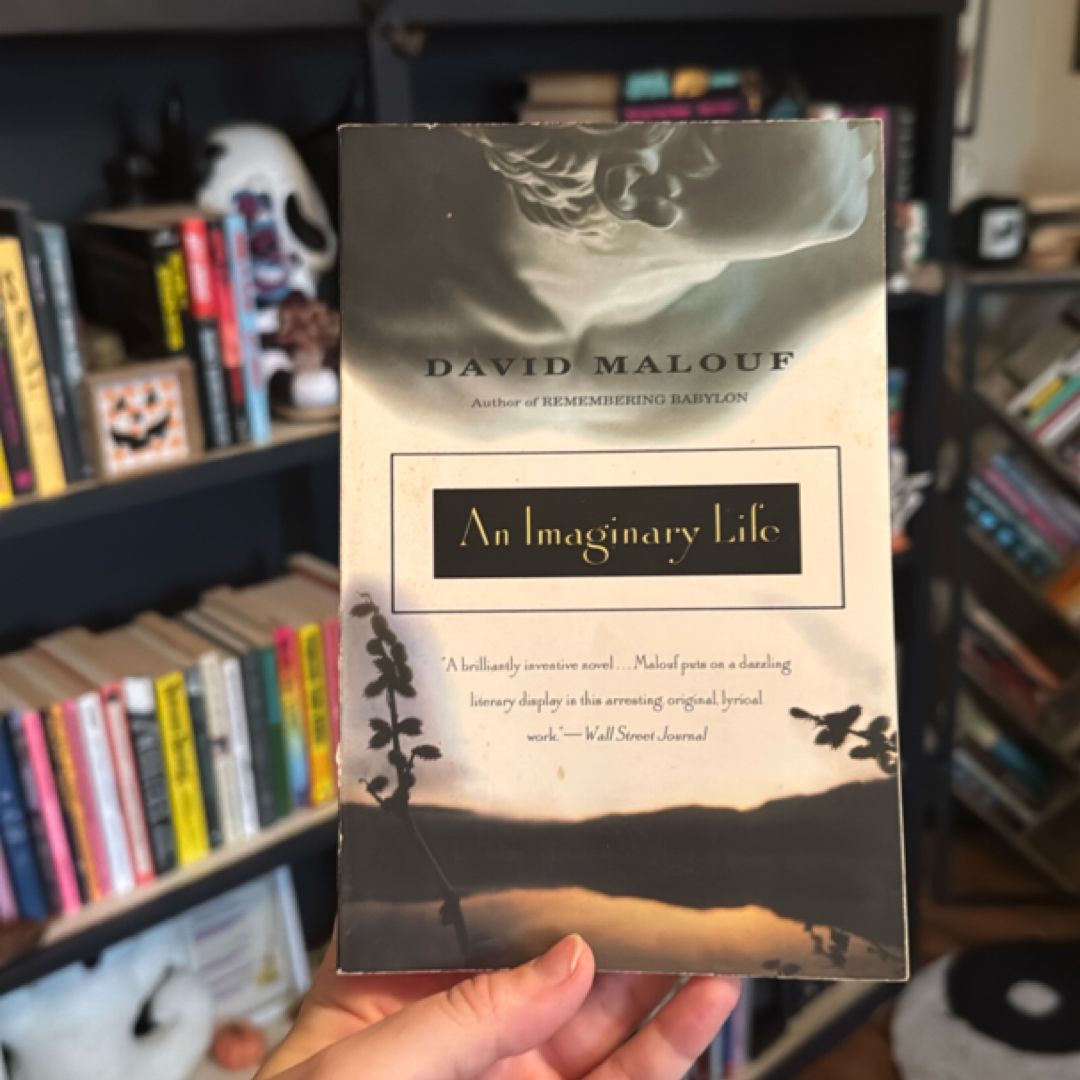 DAVID MALOUF
Author of REMEMBERING BABYLON
An Imaginary Life
"A brilliantly inventive novel...Malouf puts on a dazzling
literary display in this arresting, original, lyrical
work."—Wall Street Journal